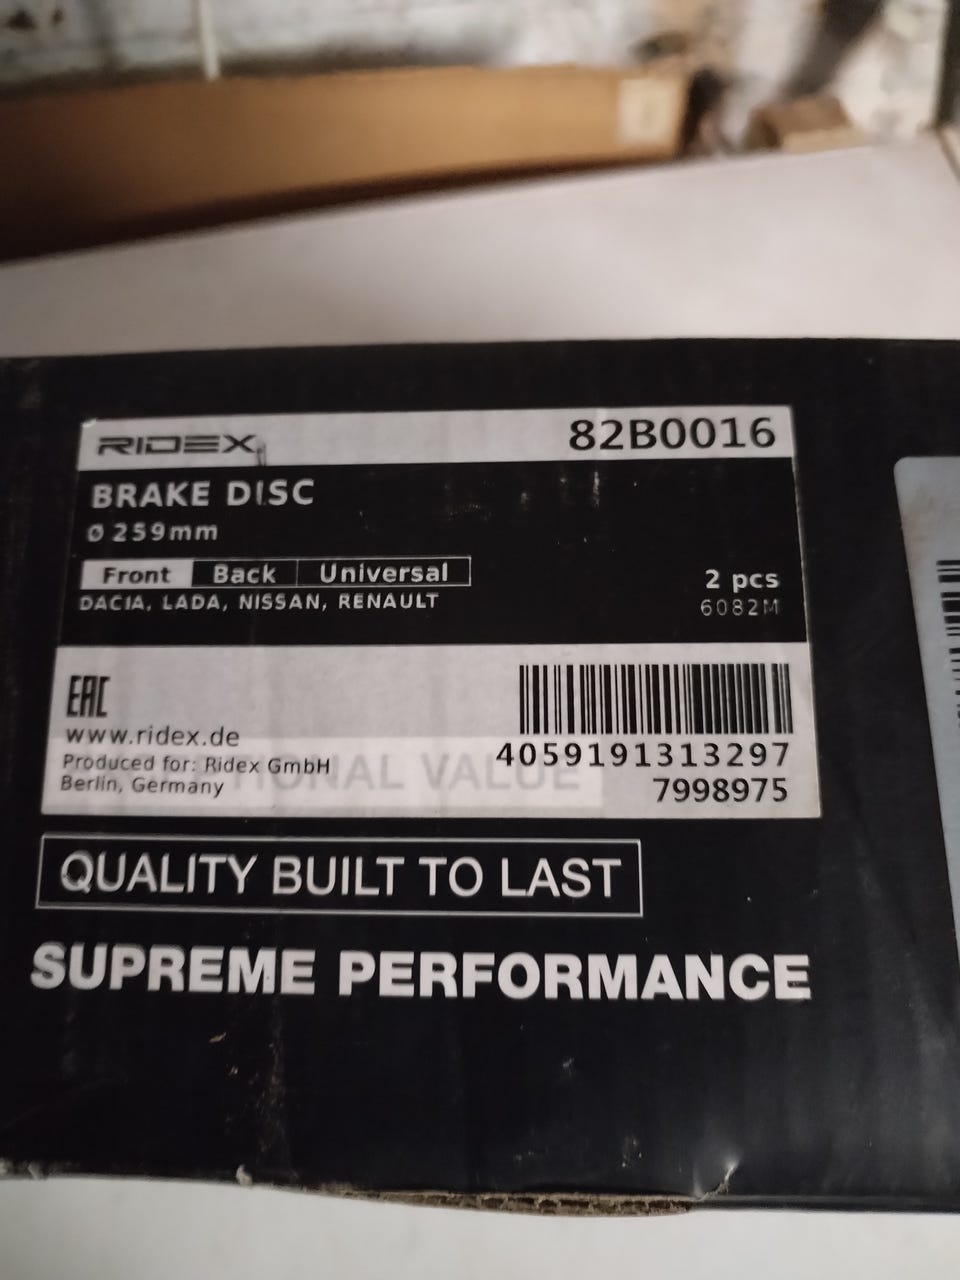 RIDEX
82B0016
BRAKE DISC
Ø 259mm
Front Back Universal
2 pcs
DACIA, LADA, NISSAN, RENAULT
6082M
EAC
www.ridex.de
Produced for: Ridex GmbH
Berlin, Germany
4059191313297
7998975
VALUE
QUALITY BUILT TO LAST
SUPREME PERFORMANCE